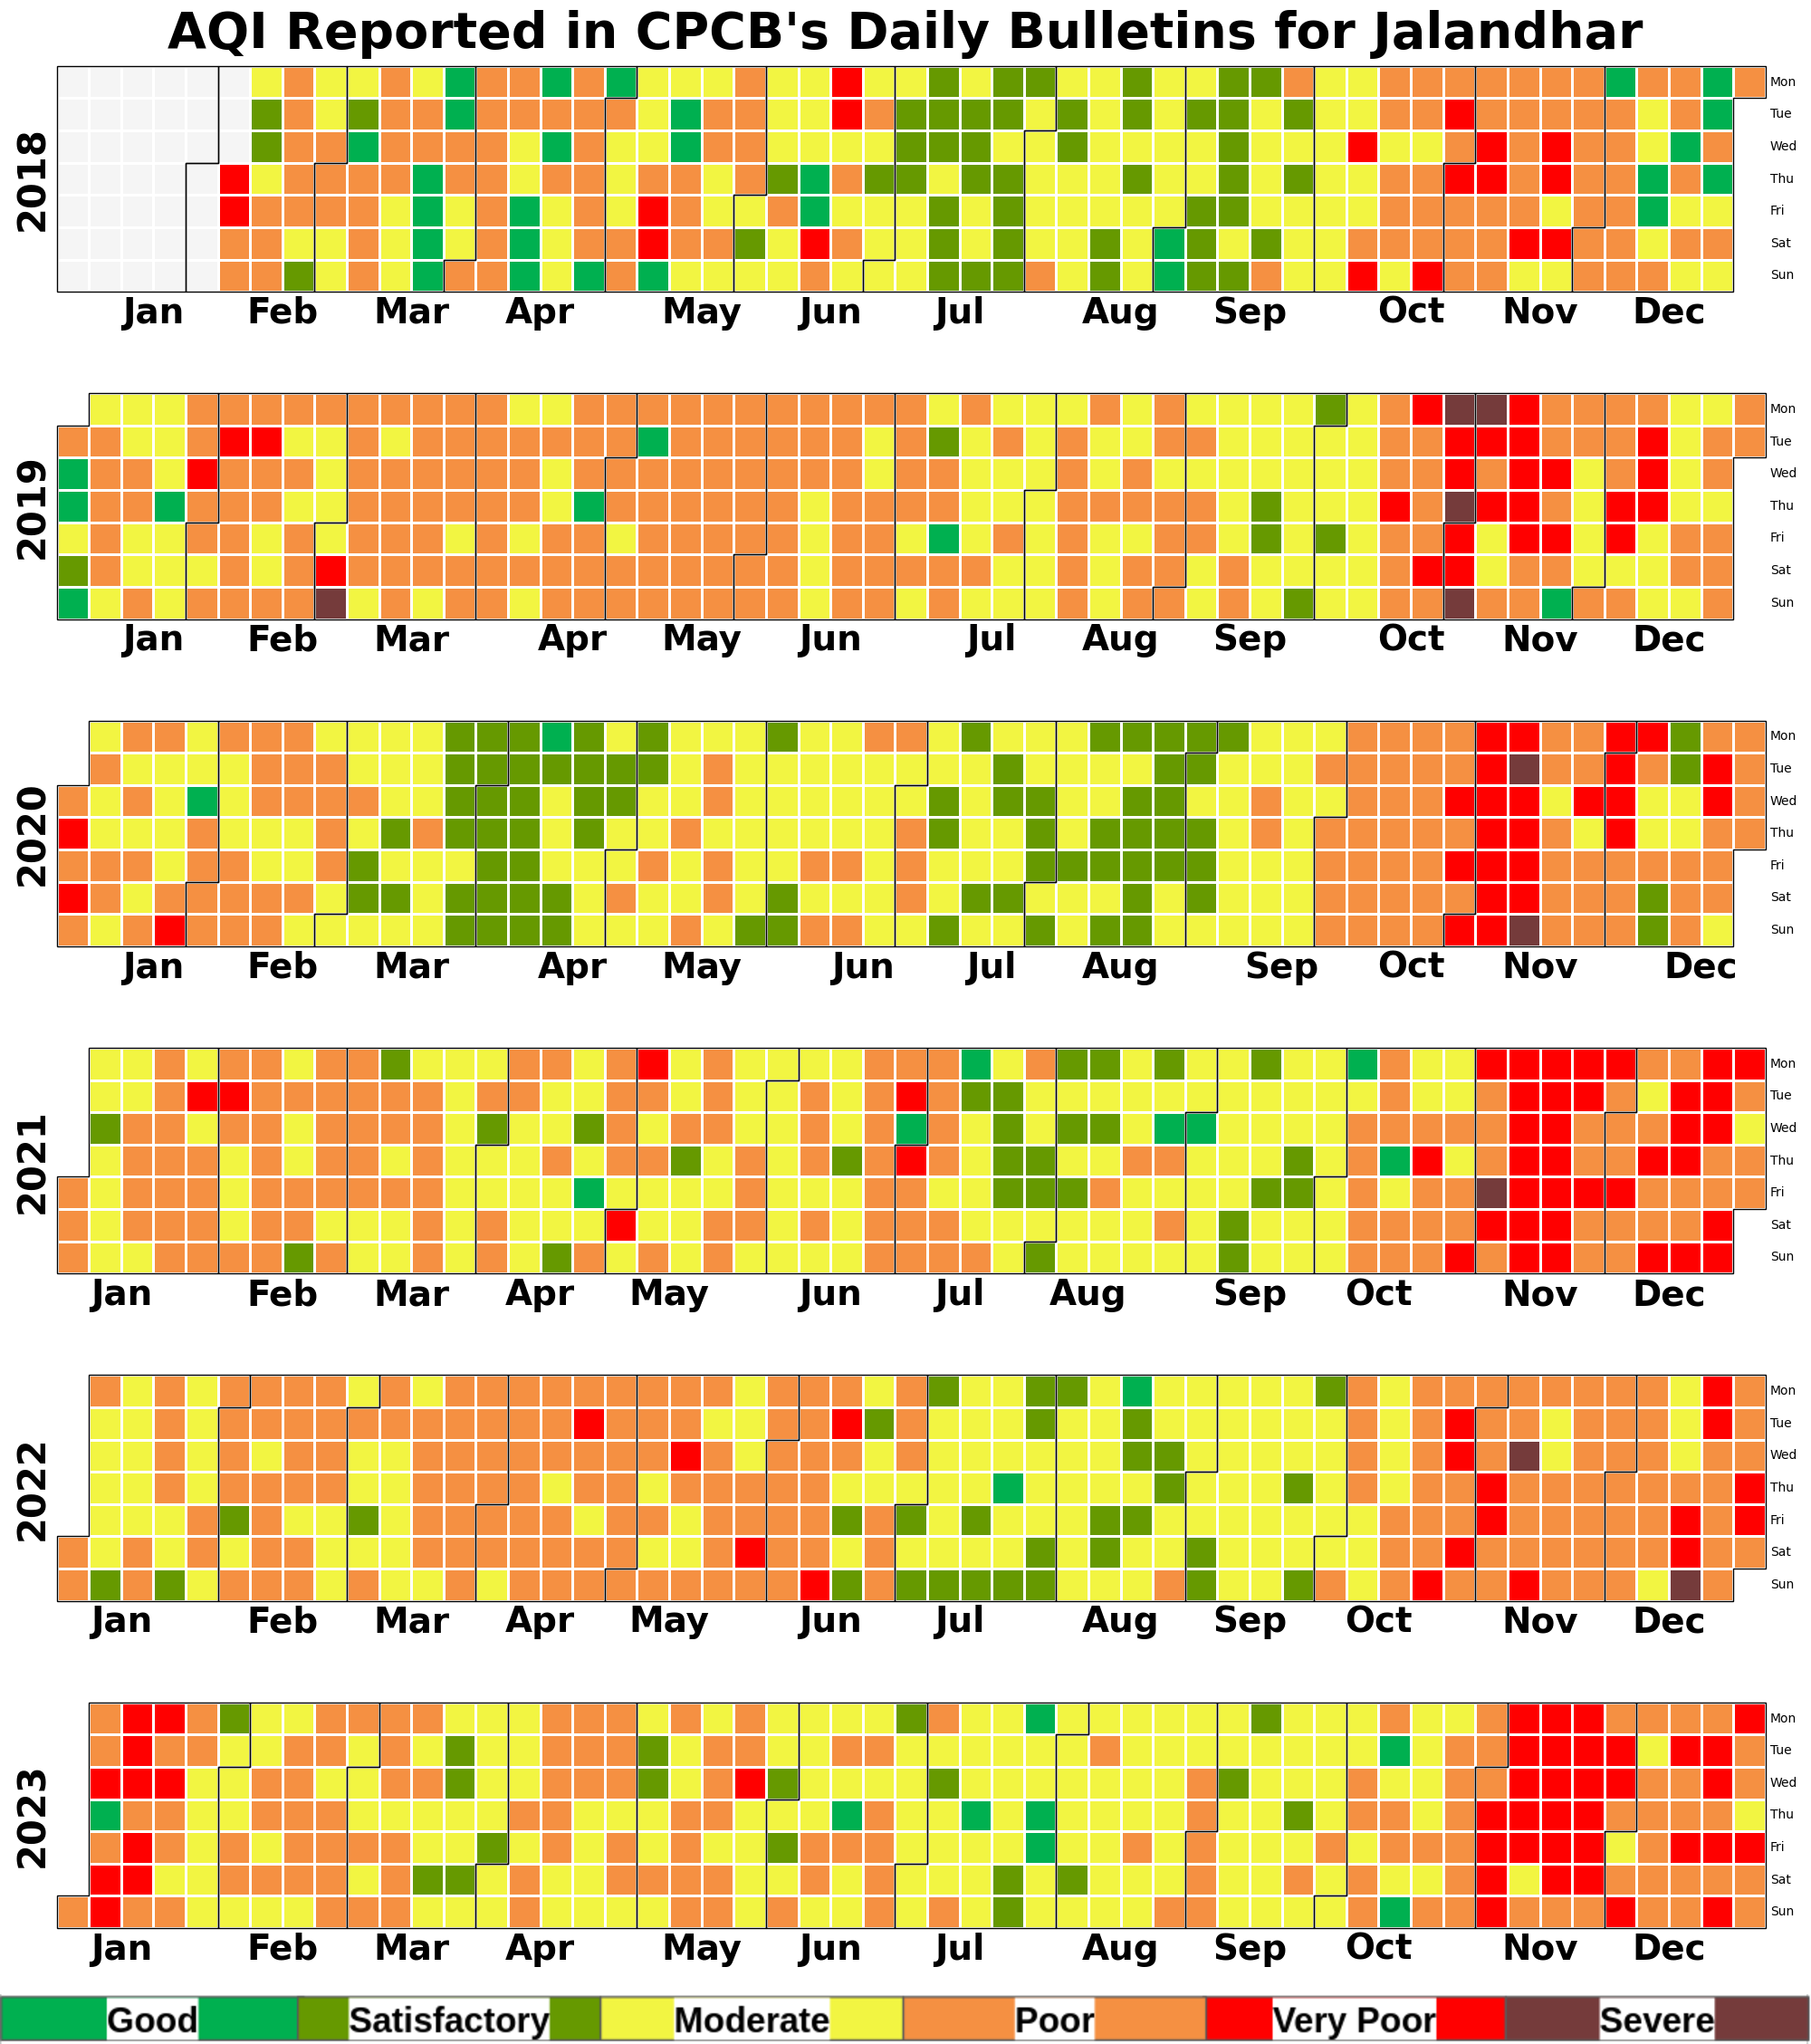 AQI Reported in CPCB's Daily Bulletins for Jalandhar
2018
Mon
Tue
Wed
Thu
Fri
Sat
Sun
Jan Feb Mar Apr May Jun Jul Aug Sep Oct Nov Dec
2019
Mon
Tue
Wed
Thu
Fri
Sat
Sun
Jan Feb Mar Apr May Jun Jul Aug Sep Oct Nov Dec
2020
Mon
Tue
Wed
Thu
Fri
Sat
Sun
Jan Feb Mar Apr May Jun Jul Aug Sep Oct Nov Dec
2021
Mon
Tue
Wed
Thu
Fri
Sat
Sun
Jan Feb Mar Apr May Jun Jul Aug Sep Oct Nov Dec
2022
Mon
Tue
Wed
Thu
Fri
Sat
Sun
Jan Feb Mar Apr May Jun Jul Aug Sep Oct Nov Dec
2023
Mon
Tue
Wed
Thu
Fri
Sat
Sun
Jan Feb Mar Apr May Jun Jul Aug Sep Oct Nov Dec
Good Satisfactory Moderate Poor Very Poor Severe